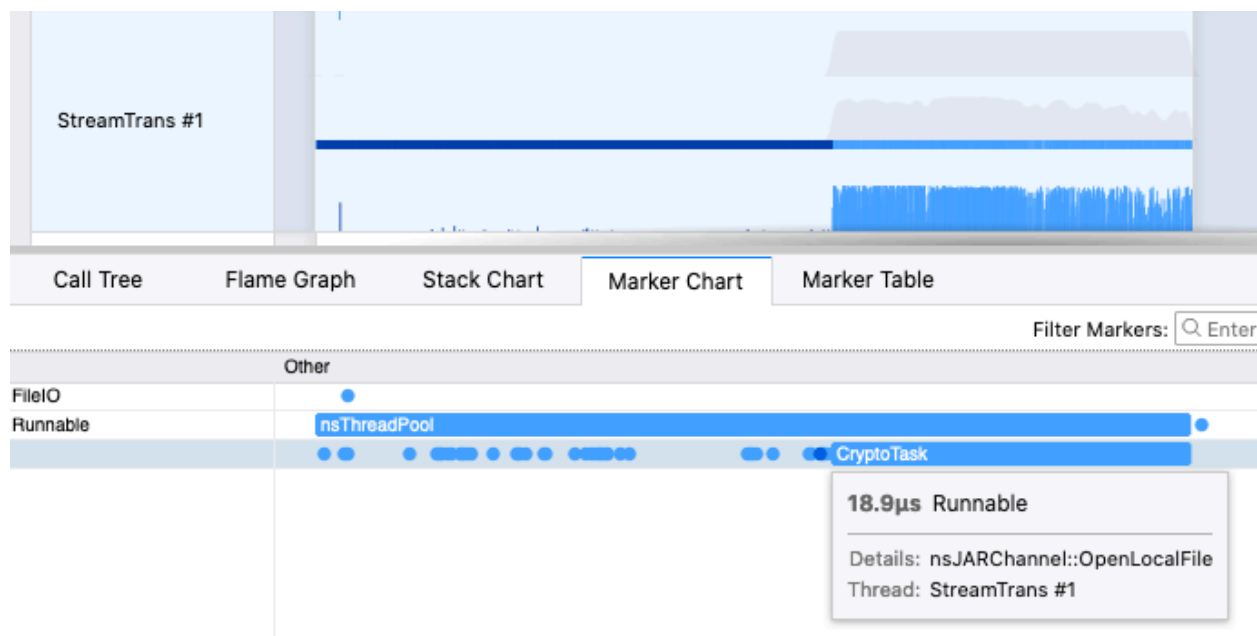 StreamTrans #1
Call Tree Flame Graph Stack Chart Marker Chart Marker Table
Filter Markers: Enter
Other
FileIO
Runnable nsThreadPool
CryptoTask
18.9μs Runnable
Details: nsJARChannel::OpenLocalFile
Thread: StreamTrans #1